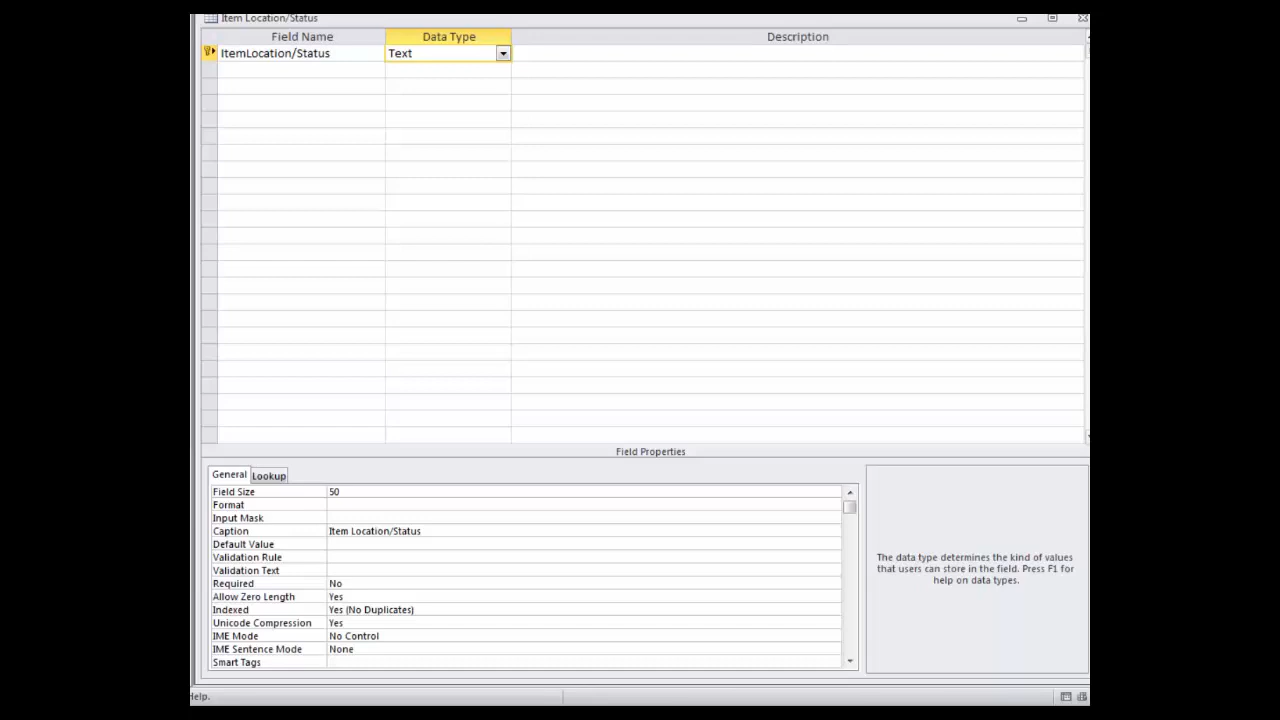 Item Location/Status
Field Name Data Type Description
ItemLocation/Status Text
Field Properties
General Lookup
Field Size 50
Format
Input Mask
Caption Item Location/Status
Default Value
Validation Rule
Validation Text
Required No
Allow Zero Length Yes
Indexed Yes (No Duplicates)
Unicode Compression Yes
IME Mode No Control
IME Sentence Mode None
Smart Tags
The data type determines the kind of values
that users can store in the field. Press F1 for
help on data types.
Help.